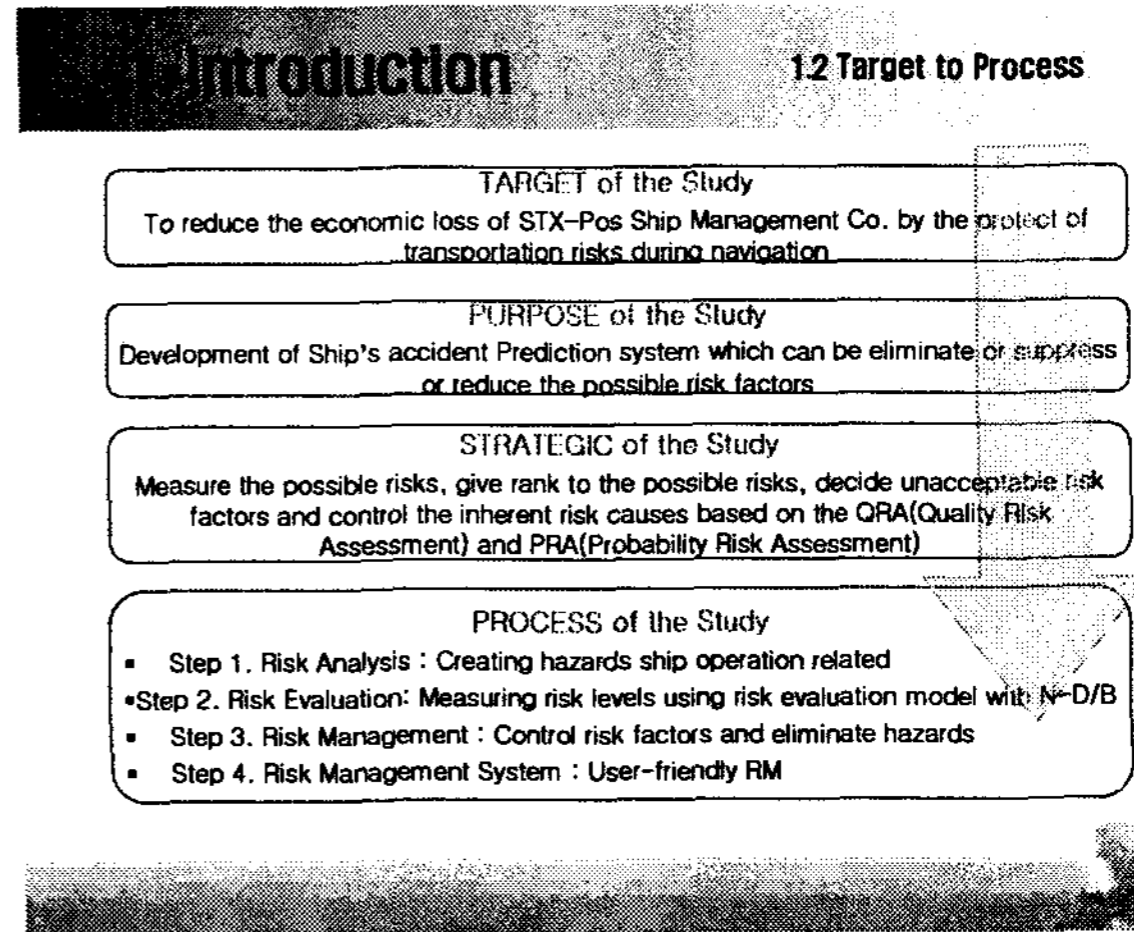 1. Introduction
1.2 Target to Process
TARGET of the Study
To reduce the economic loss of STX-Pos Ship Management Co. by the protect of
transportation risks during navigation
PURPOSE of the Study
Development of Ship's accident Prediction system which can be eliminate or suppress
or reduce the possible risk factors
STRATEGIC of the Study
Measure the possible risks, give rank to the possible risks, decide unacceptable risk
factors and control the inherent risk causes based on the QRA(Quality Risk
Assessment) and PRA(Probability Risk Assessment)
PROCESS of the Study
▪ Step 1. Risk Analysis : Creating hazards ship operation related
•Step 2. Risk Evaluation: Measuring risk levels using risk evaluation model with N-D/B
▪ Step 3. Risk Management : Control risk factors and eliminate hazards
▪ Step 4. Risk Management System : User-friendly RM